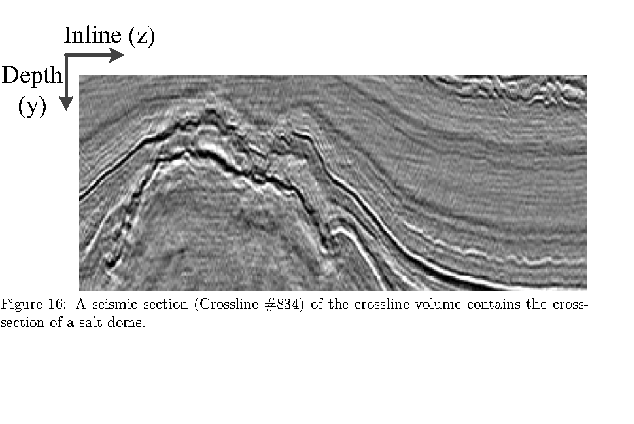 Inline (z)
Depth
(y)
Figure 16: A seismic section (Crossline #834) of the crossline volume contains the cross-
section of a salt dome.